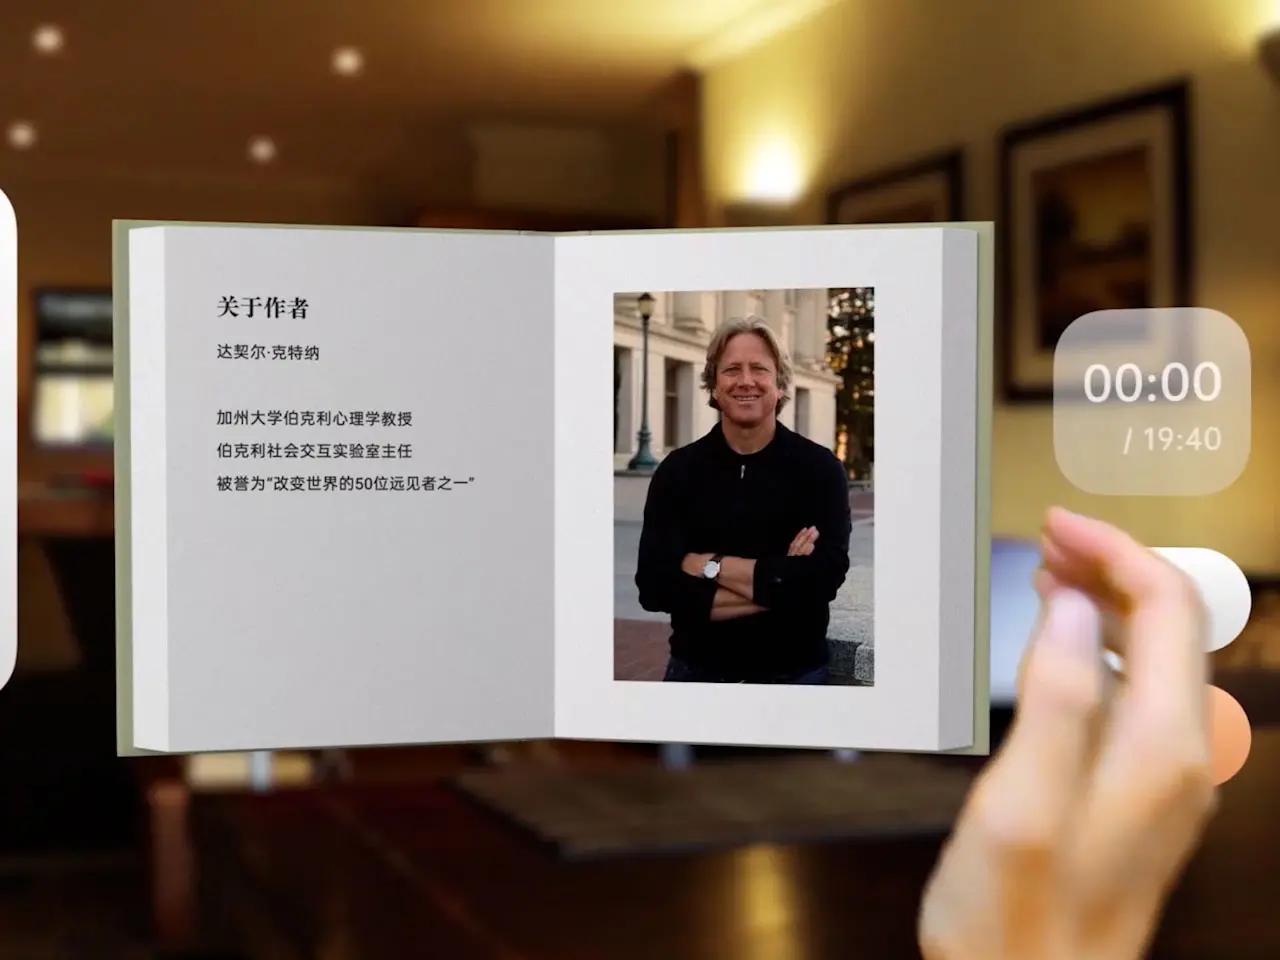 关于作者
达契尔·克特纳
加州大学伯克利心理学教授
伯克利社会交互实验室主任
被誉为“改变世界的50位远见者之一”
00:00
/ 19:40